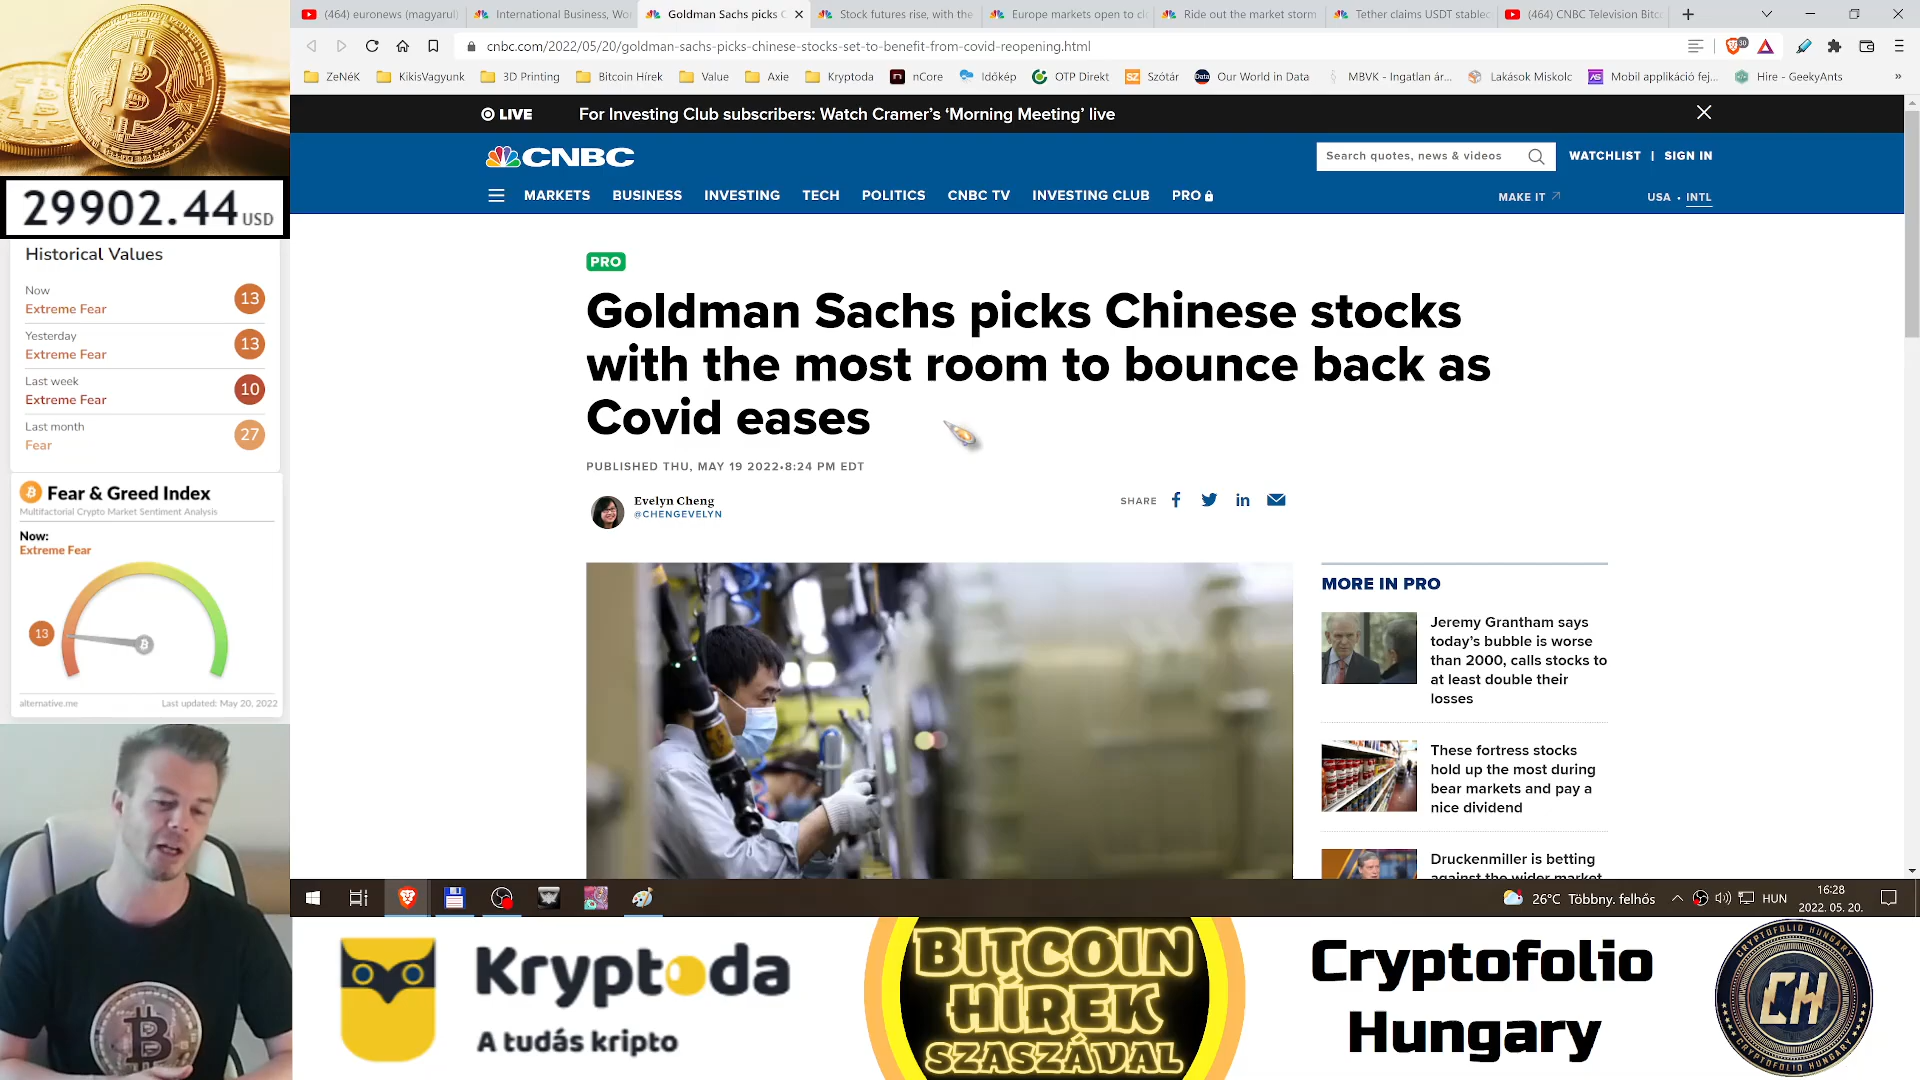 (464) euronews (magyarul)
International Business, Wor
Goldman Sachs picks C
Stock futures rise, with the
Europe markets open to cl
Ride out the market storm
Tether claims USDT stablec
(464) CNBC Television Bitc
cnbc.com/2022/05/20/goldman-sachs-picks-chinese-stocks-set-to-benefit-from-covid-reopening.html
30
ZeNéK
KikisVagyunk
3D Printing
Bitcoin Hírek
Value
Axie
Kryptoda
nCore
Időkép
OTP Direkt
Szótár
Our World in Data
MBVK - Ingatlan ár...
Lakások Miskolc
Mobil applikáció fej...
Hire - GeekyAnts
LIVE
For Investing Club subscribers: Watch Cramer’s ‘Morning Meeting’ live
CNBC
Search quotes, news & videos
WATCHLIST | SIGN IN
MARKETS BUSINESS INVESTING TECH POLITICS CNBC TV INVESTING CLUB PRO
MAKE IT
USA • INTL
PRO
Goldman Sachs picks Chinese stocks
with the most room to bounce back as
Covid eases
PUBLISHED THU, MAY 19 2022•8:24 PM EDT
Evelyn Cheng
@CHENGEVELYN
SHARE
MORE IN PRO
Jeremy Grantham says
today’s bubble is worse
than 2000, calls stocks to
at least double their
losses
These fortress stocks
hold up the most during
bear markets and pay a
nice dividend
Druckenmiller is betting
against the wider market
26°C Többny. felhős
HUN
16:28
2022. 05. 20.
29902.44 USD
Historical Values
Now
Extreme Fear
13
Yesterday
Extreme Fear
13
Last week
Extreme Fear
10
Last month
Fear
27
Fear & Greed Index
Multifactorial Crypto Market Sentiment Analysis
Now:
Extreme Fear
13
alternative.me
Last updated: May 20, 2022
Kryptoda
A tudás kripto
BITCOIN
HÍREK
SZASZÁVAL
Cryptofolio
Hungary
CRYPTOFOLIO HUNGARY
CH
CRYPTOFOLIO HUNGARY